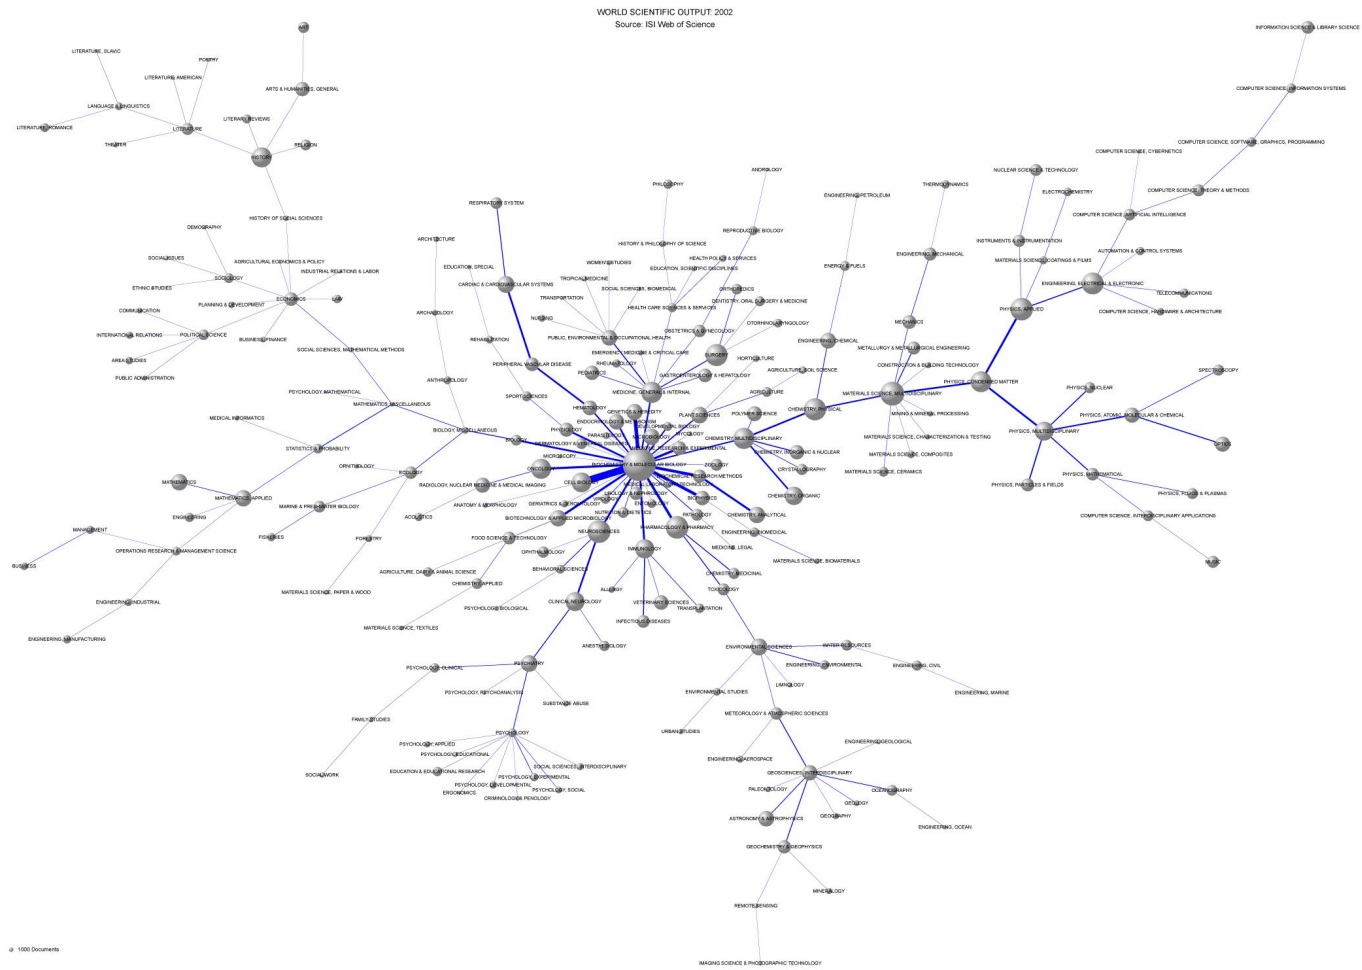 WORLD SCIENTIFIC OUTPUT: 2002
Source: ISI Web of Science
ART
INFORMATION SCIENCE & LIBRARY SCIENCE
LITERATURE, SLAVIC
POETRY
LITERATURE, AMERICAN
ARTS & HUMANITIES, GENERAL
COMPUTER SCIENCE, INFORMATION SYSTEMS
LANGUAGE & LINGUISTICS
LITERARY REVIEWS
LITERATURE, ROMANCE
LITERATURE
THEATER
RELIGION
COMPUTER SCIENCE, SOFTWARE, GRAPHICS, PROGRAMMING
COMPUTER SCIENCE, CYBERNETICS
HISTORY
ANDROLOGY
NUCLEAR SCIENCE & TECHNOLOGY
PHILOSOPHY
THERMODYNAMICS
ENGINEERING, PETROLEUM
ELECTROCHEMISTRY
COMPUTER SCIENCE, THEORY & METHODS
RESPIRATORY SYSTEM
HISTORY OF SOCIAL SCIENCES
COMPUTER SCIENCE, ARTIFICIAL INTELLIGENCE
DEMOGRAPHY
REPRODUCTIVE BIOLOGY
ARCHITECTURE
HISTORY & PHILOSOPHY OF SCIENCE
INSTRUMENTS & INSTRUMENTATION
AUTOMATION & CONTROL SYSTEMS
ENGINEERING, MECHANICAL
SOCIAL ISSUES
AGRICULTURAL ECONOMICS & POLICY
WOMEN'S STUDIES
HEALTH POLICY & SERVICES
MATERIALS SCIENCE, COATINGS & FILMS
EDUCATION, SPECIAL
EDUCATION, SCIENTIFIC DISCIPLINES
ENERGY & FUELS
INDUSTRIAL RELATIONS & LABOR
SOCIOLOGY
TROPICAL MEDICINE
CARDIAC & CARDIOVASCULAR SYSTEMS
ENGINEERING, ELECTRICAL & ELECTRONIC
ETHNIC STUDIES
SOCIAL SCIENCES, BIOMEDICAL
ORTHOPEDICS
TELECOMMUNICATIONS
TRANSPORTATION
ECONOMICS
LAW
DENTISTRY, ORAL SURGERY & MEDICINE
PLANNING & DEVELOPMENT
HEALTH CARE SCIENCES & SERVICES
PHYSICS, APPLIED
COMMUNICATION
ARCHAEOLOGY
COMPUTER SCIENCE, HARDWARE & ARCHITECTURE
NURSING
MECHANICS
OTORHINOLARYNGOLOGY
OBSTETRICS & GYNECOLOGY
INTERNATIONAL RELATIONS
POLITICAL SCIENCE
BUSINESS, FINANCE
REHABILITATION
PUBLIC, ENVIRONMENTAL & OCCUPATIONAL HEALTH
ENGINEERING, CHEMICAL
METALLURGY & METALLURGICAL ENGINEERING
SOCIAL SCIENCES, MATHEMATICAL METHODS
EMERGENCY MEDICINE & CRITICAL CARE
SURGERY
HORTICULTURE
AREA STUDIES
PERIPHERAL VASCULAR DISEASE
RHEUMATOLOGY
CONSTRUCTION & BUILDING TECHNOLOGY
PEDIATRICS
GASTROENTEROLOGY & HEPATOLOGY
AGRICULTURE, SOIL SCIENCE
SPECTROSCOPY
PUBLIC ADMINISTRATION
ANTHROPOLOGY
PHYSICS, CONDENSED MATTER
PHYSICS, NUCLEAR
PSYCHOLOGY, MATHEMATICAL
MEDICINE, GENERAL & INTERNAL
AGRICULTURE
MATERIALS SCIENCE, MULTIDISCIPLINARY
SPORT SCIENCES
MATHEMATICS, MISCELLANEOUS
HEMATOLOGY
GENETICS & HEREDITY
PLANT SCIENCES
POLYMER SCIENCE
CHEMISTRY, PHYSICAL
MINING & MINERAL PROCESSING
PHYSICS, ATOMIC, MOLECULAR & CHEMICAL
MEDICAL INFORMATICS
ENDOCRINOLOGY & METABOLISM
DEVELOPMENTAL BIOLOGY
BIOLOGY, MISCELLANEOUS
PHYSIOLOGY
PARASITOLOGY
MICROBIOLOGY
MYCOLOGY
PHYSICS, MULTIDISCIPLINARY
MATERIALS SCIENCE, CHARACTERIZATION & TESTING
BIOLOGY
DERMATOLOGY & VENEREAL DISEASES
CHEMISTRY, MULTIDISCIPLINARY
OPTICS
STATISTICS & PROBABILITY
MEDICINE, RESEARCH & EXPERIMENTAL
CHEMISTRY, INORGANIC & NUCLEAR
MICROSCOPY
MATERIALS SCIENCE, COMPOSITES
ORNITHOLOGY
ONCOLOGY
BIOCHEMISTRY & MOLECULAR BIOLOGY
ZOOLOGY
CRYSTALLOGRAPHY
MATERIALS SCIENCE, CERAMICS
ECOLOGY
PHYSICS, MATHEMATICAL
BIOCHEMICAL RESEARCH METHODS
MATHEMATICS
CELL BIOLOGY
MEDICAL LABORATORY TECHNOLOGY
RADIOLOGY, NUCLEAR MEDICINE & MEDICAL IMAGING
PHYSICS, PARTICLES & FIELDS
UROLOGY & NEPHROLOGY
PHYSICS, FLUIDS & PLASMAS
MATHEMATICS, APPLIED
VIROLOGY
BIOPHYSICS
CHEMISTRY, ORGANIC
GERIATRICS & GERONTOLOGY
ENTOMOLOGY
ANATOMY & MORPHOLOGY
MARINE & FRESHWATER BIOLOGY
NUTRITION & DIETETICS
PATHOLOGY
CHEMISTRY, ANALYTICAL
COMPUTER SCIENCE, INTERDISCIPLINARY APPLICATIONS
ENGINEERING
ACOUSTICS
BIOTECHNOLOGY & APPLIED MICROBIOLOGY
PHARMACOLOGY & PHARMACY
MANAGEMENT
NEUROSCIENCES
ENGINEERING, BIOMEDICAL
FISHERIES
FORESTRY
FOOD SCIENCE & TECHNOLOGY
OPERATIONS RESEARCH & MANAGEMENT SCIENCE
OPHTHALMOLOGY
IMMUNOLOGY
MEDICINE, LEGAL
MATERIALS SCIENCE, BIOMATERIALS
MUSIC
BUSINESS
BEHAVIORAL SCIENCES
AGRICULTURE, DAIRY & ANIMAL SCIENCE
CHEMISTRY, MEDICINAL
CHEMISTRY, APPLIED
ALLERGY
TOXICOLOGY
MATERIALS SCIENCE, PAPER & WOOD
ENGINEERING, INDUSTRIAL
CLINICAL NEUROLOGY
VETERINARY SCIENCES
PSYCHOLOGY, BIOLOGICAL
TRANSPLANTATION
INFECTIOUS DISEASES
MATERIALS SCIENCE, TEXTILES
ENGINEERING, MANUFACTURING
ANESTHESIOLOGY
ENVIRONMENTAL SCIENCES
WATER RESOURCES
PSYCHOLOGY, CLINICAL
PSYCHIATRY
ENGINEERING, ENVIRONMENTAL
ENGINEERING, CIVIL
LIMNOLOGY
PSYCHOLOGY, PSYCHOANALYSIS
ENVIRONMENTAL STUDIES
ENGINEERING, MARINE
SUBSTANCE ABUSE
METEOROLOGY & ATMOSPHERIC SCIENCES
FAMILY STUDIES
URBAN STUDIES
PSYCHOLOGY
PSYCHOLOGY, APPLIED
ENGINEERING, GEOLOGICAL
PSYCHOLOGY, EDUCATIONAL
ENGINEERING, AEROSPACE
SOCIAL SCIENCES, INTERDISCIPLINARY
EDUCATION & EDUCATIONAL RESEARCH
GEOSCIENCES, INTERDISCIPLINARY
SOCIAL WORK
PSYCHOLOGY, EXPERIMENTAL
PSYCHOLOGY, DEVELOPMENTAL
PSYCHOLOGY, SOCIAL
PALEONTOLOGY
OCEANOGRAPHY
ERGONOMICS
CRIMINOLOGY & PENOLOGY
GEOLOGY
GEOGRAPHY
ASTRONOMY & ASTROPHYSICS
ENGINEERING, OCEAN
GEOCHEMISTRY & GEOPHYSICS
MINERALOGY
REMOTE SENSING
1000 Documents
IMAGING SCIENCE & PHOTOGRAPHIC TECHNOLOGY